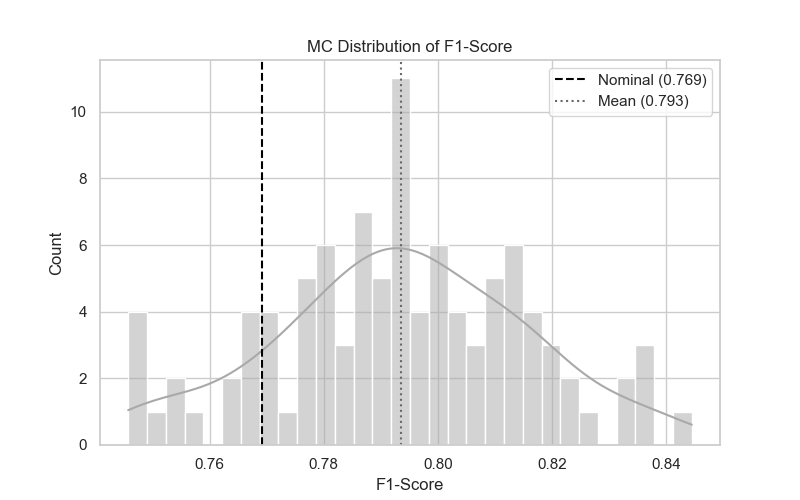 MC Distribution of F1-Score
Nominal (0.769)
Mean (0.793)
Count
10
8
6
4
2
0
0.76 0.78 0.80 0.82 0.84
F1-Score